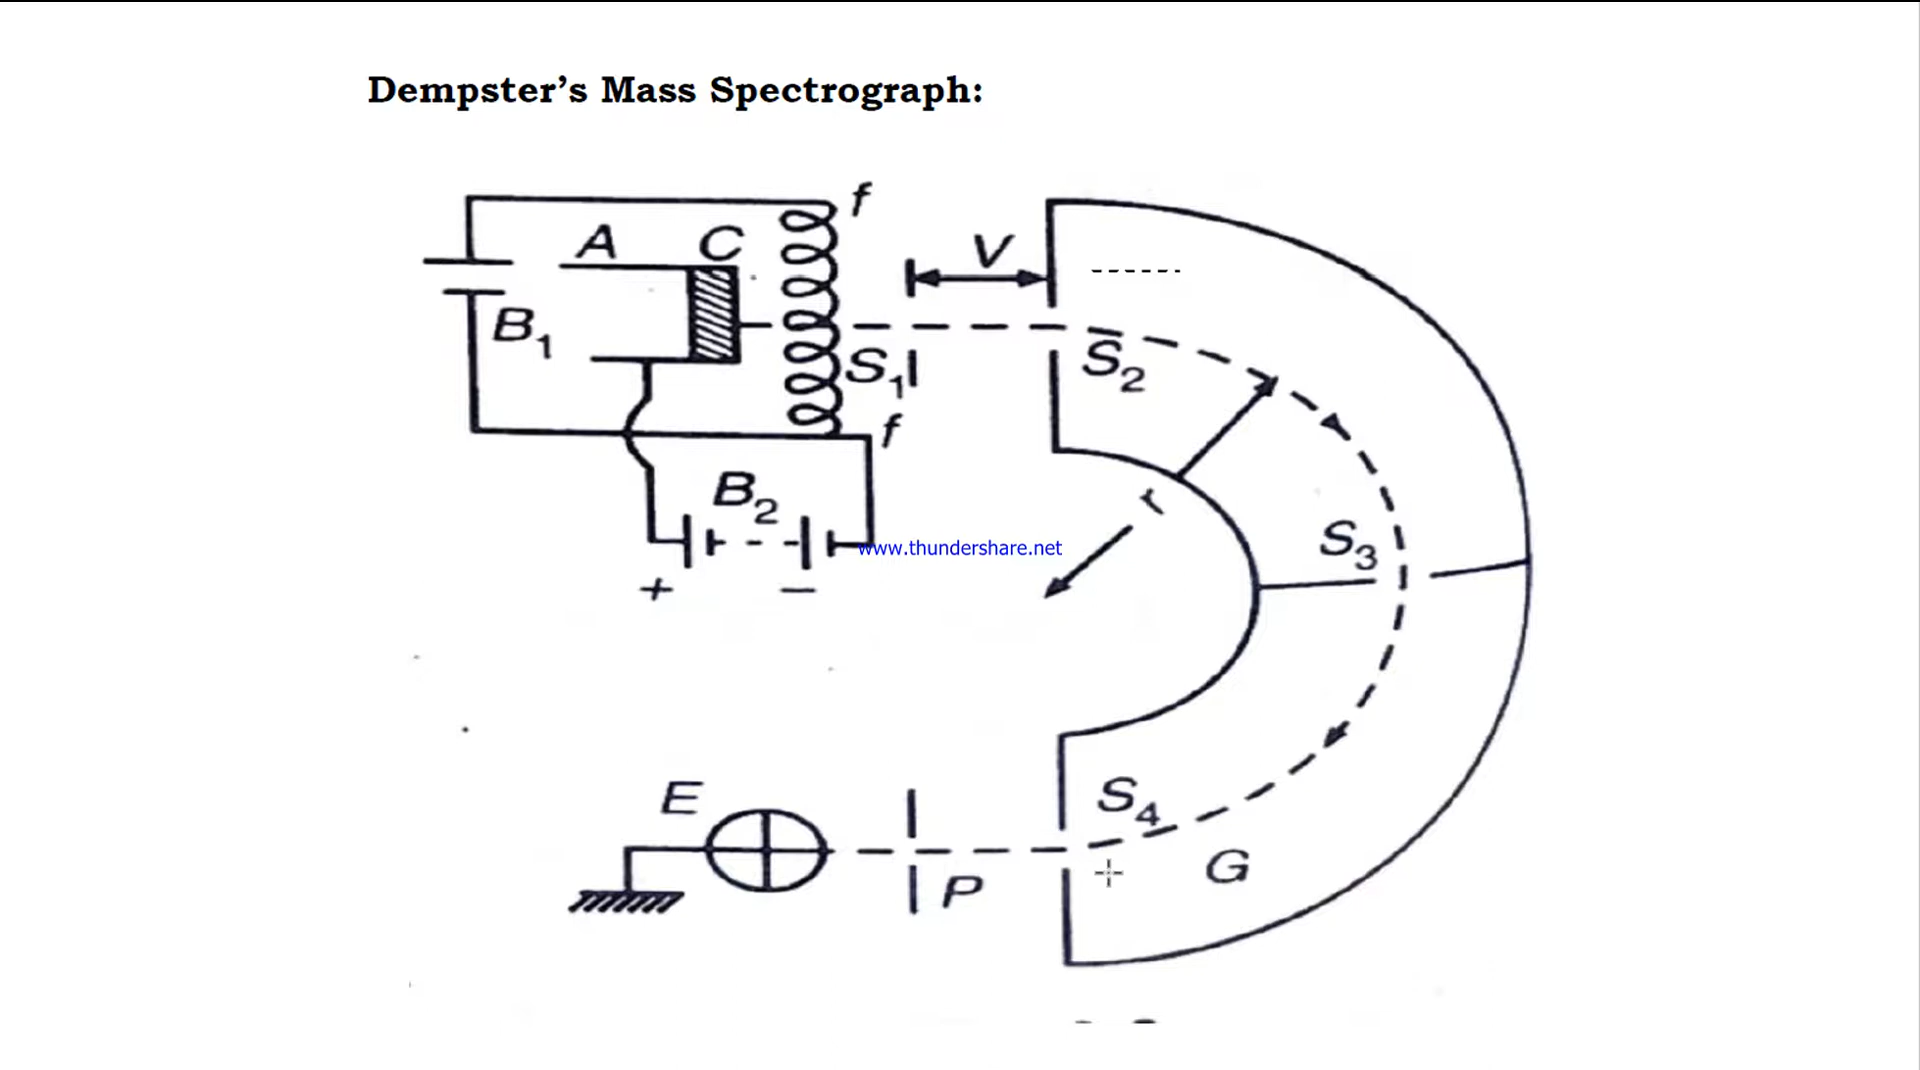 Dempster’s Mass Spectrograph:
f
A
C
V
B1
S1
S2
f
B2
r
S3
www.thundershare.net
+
−
E
S4
P
G